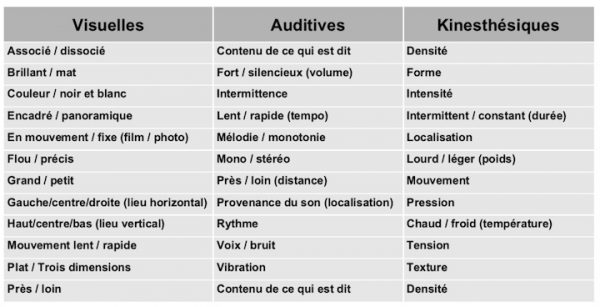 Visuelles Auditives Kinesthésiques
Associé / dissocié Contenu de ce qui est dit Densité
Brillant / mat Fort / silencieux (volume) Forme
Couleur / noir et blanc Intermittence Intensité
Encadré / panoramique Lent / rapide (tempo) Intermittent / constant (durée)
En mouvement / fixe (film / photo) Mélodie / monotonie Localisation
Flou / précis Mono / stéréo Lourd / léger (poids)
Grand / petit Près / loin (distance) Mouvement
Gauche/centre/droite (lieu horizontal) Provenance du son (localisation) Pression
Haut/centre/bas (lieu vertical) Rythme Chaud / froid (température)
Mouvement lent / rapide Voix / bruit Tension
Plat / Trois dimensions Vibration Texture
Près / loin Contenu de ce qui est dit Densité